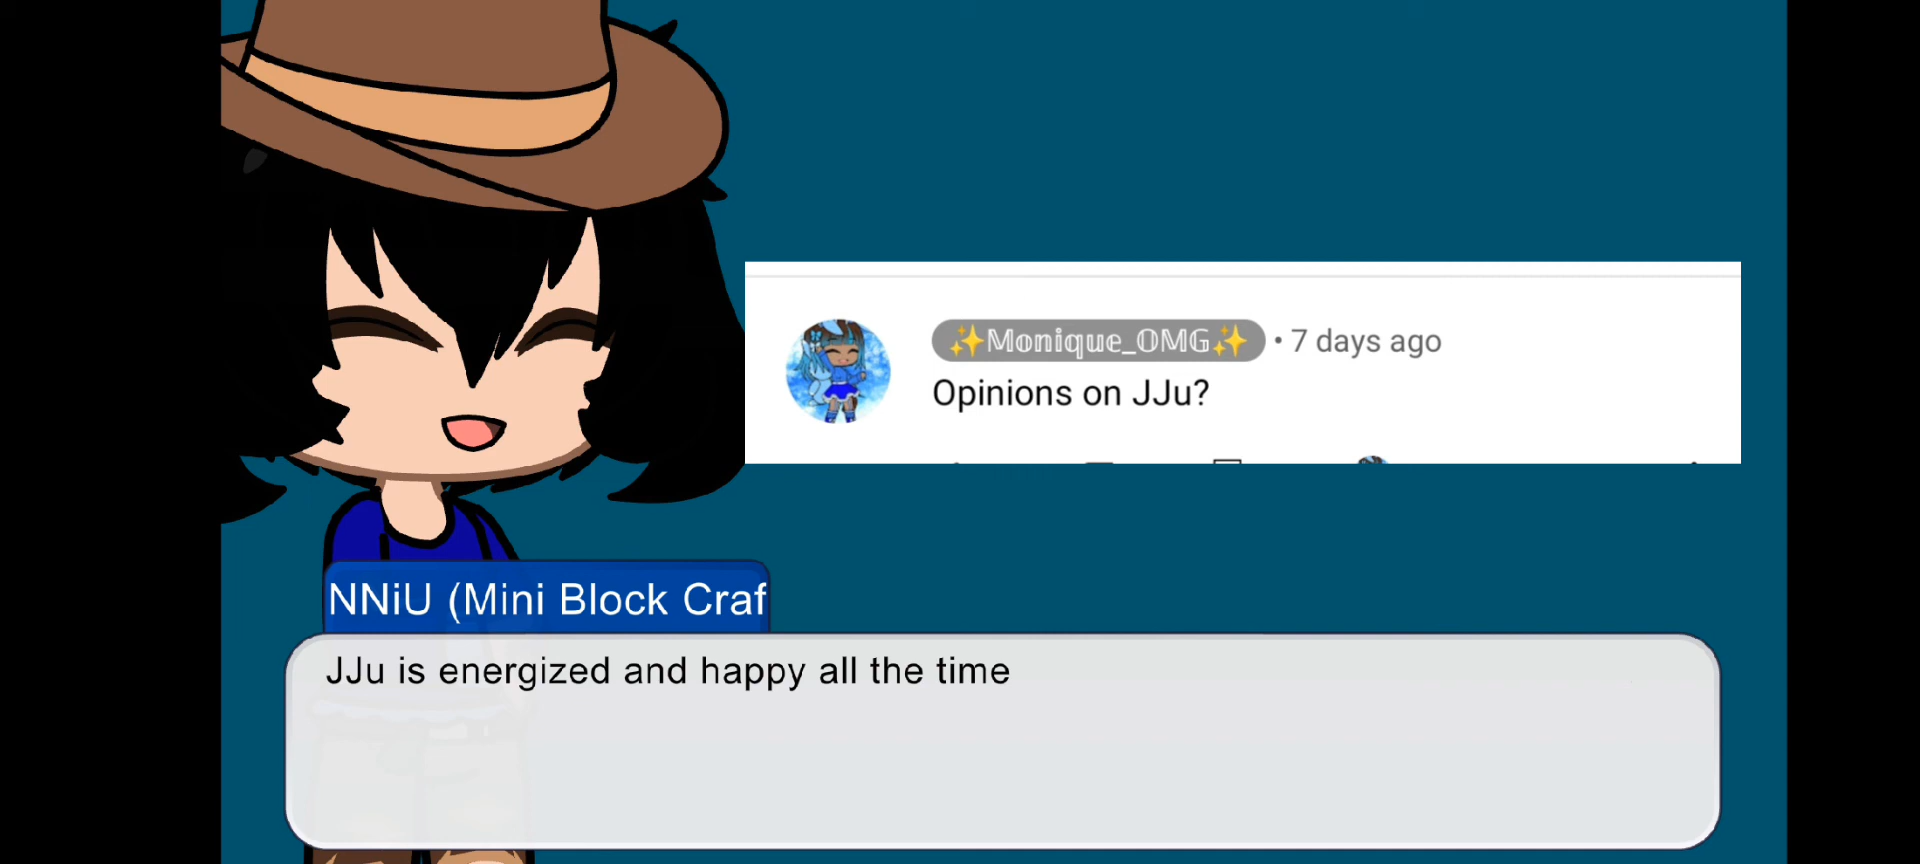 ✨Monique_OMG✨ • 7 days ago
Opinions on JJu?
NNiU (Mini Block Craf
JJu is energized and happy all the time